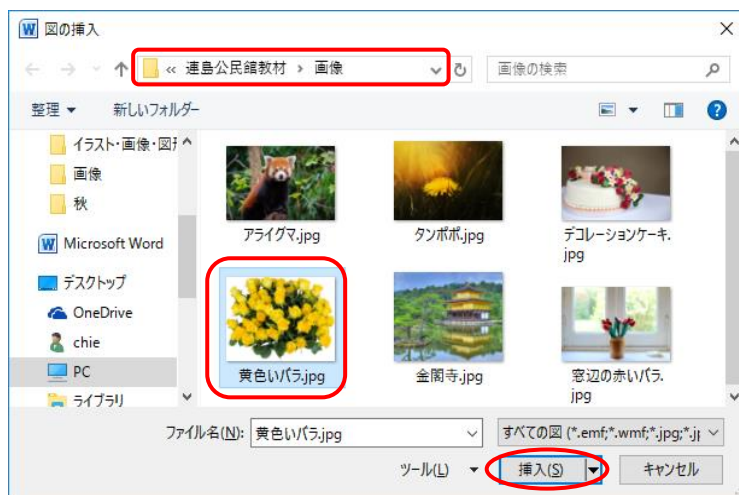 図の挿入
« 連島公民館教材 › 画像
画像の検索
整理 新しいフォルダー
イラスト・画像・図形
画像
秋
Microsoft Word
デスクトップ
OneDrive
chie
PC
ライブラリ
アライグマ.jpg
タンポポ.jpg
デコレーションケーキ.
jpg
黄色いバラ.jpg
金閣寺.jpg
窓辺の赤いバラ.
jpg
ファイル名(N): 黄色いバラ.jpg
すべての図 (*.emf;*.wmf;*.jpg;*.j
ツール(L) 挿入(S) キャンセル